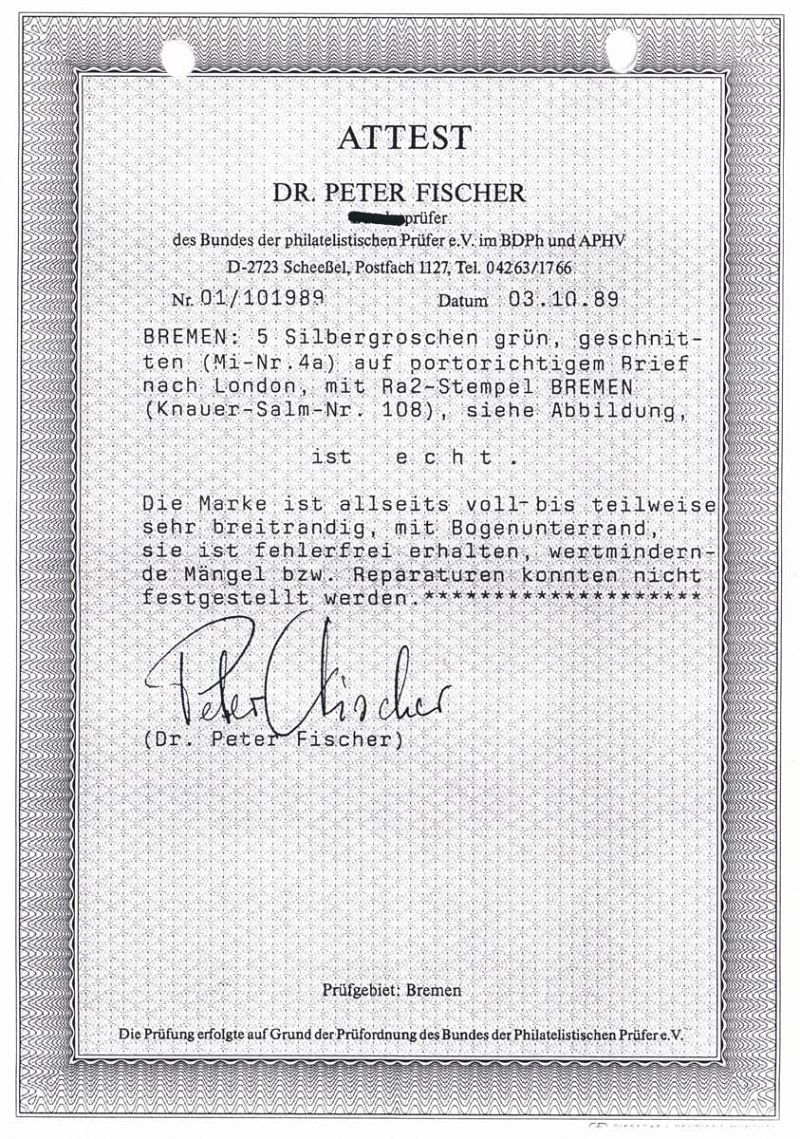 ATTEST
DR. PETER FISCHER
prüfer
des Bundes der philatelistischen Prüfer e.V. im BDPh und APHV
D-2723 Scheeßel, Postfach 1127, Tel. 04263/1766
Nr. 01/101989 Datum 03.10.89
BREMEN: 5 Silbergroschen grün, geschnit-
ten (Mi-Nr.4a) auf portorichtigem Brief
nach London, mit Ra2-Stempel BREMEN
(Knauer-Salm-Nr. 108), siehe Abbildung,
ist e c h t .
Die Marke ist allseits voll-bis teilweise
sehr breitrandig, mit Bogenunterrand,
sie ist fehlerfrei erhalten, wertmindern-
de Mängel bzw. Reparaturen konnten nicht
festgestellt werden.********************
Peter Fischer
(Dr. Peter Fischer)
Prüfgebiet: Bremen
Die Prüfung erfolgte auf Grund der Prüfordnung des Bundes der Philatelistischen Prüfer e.V.